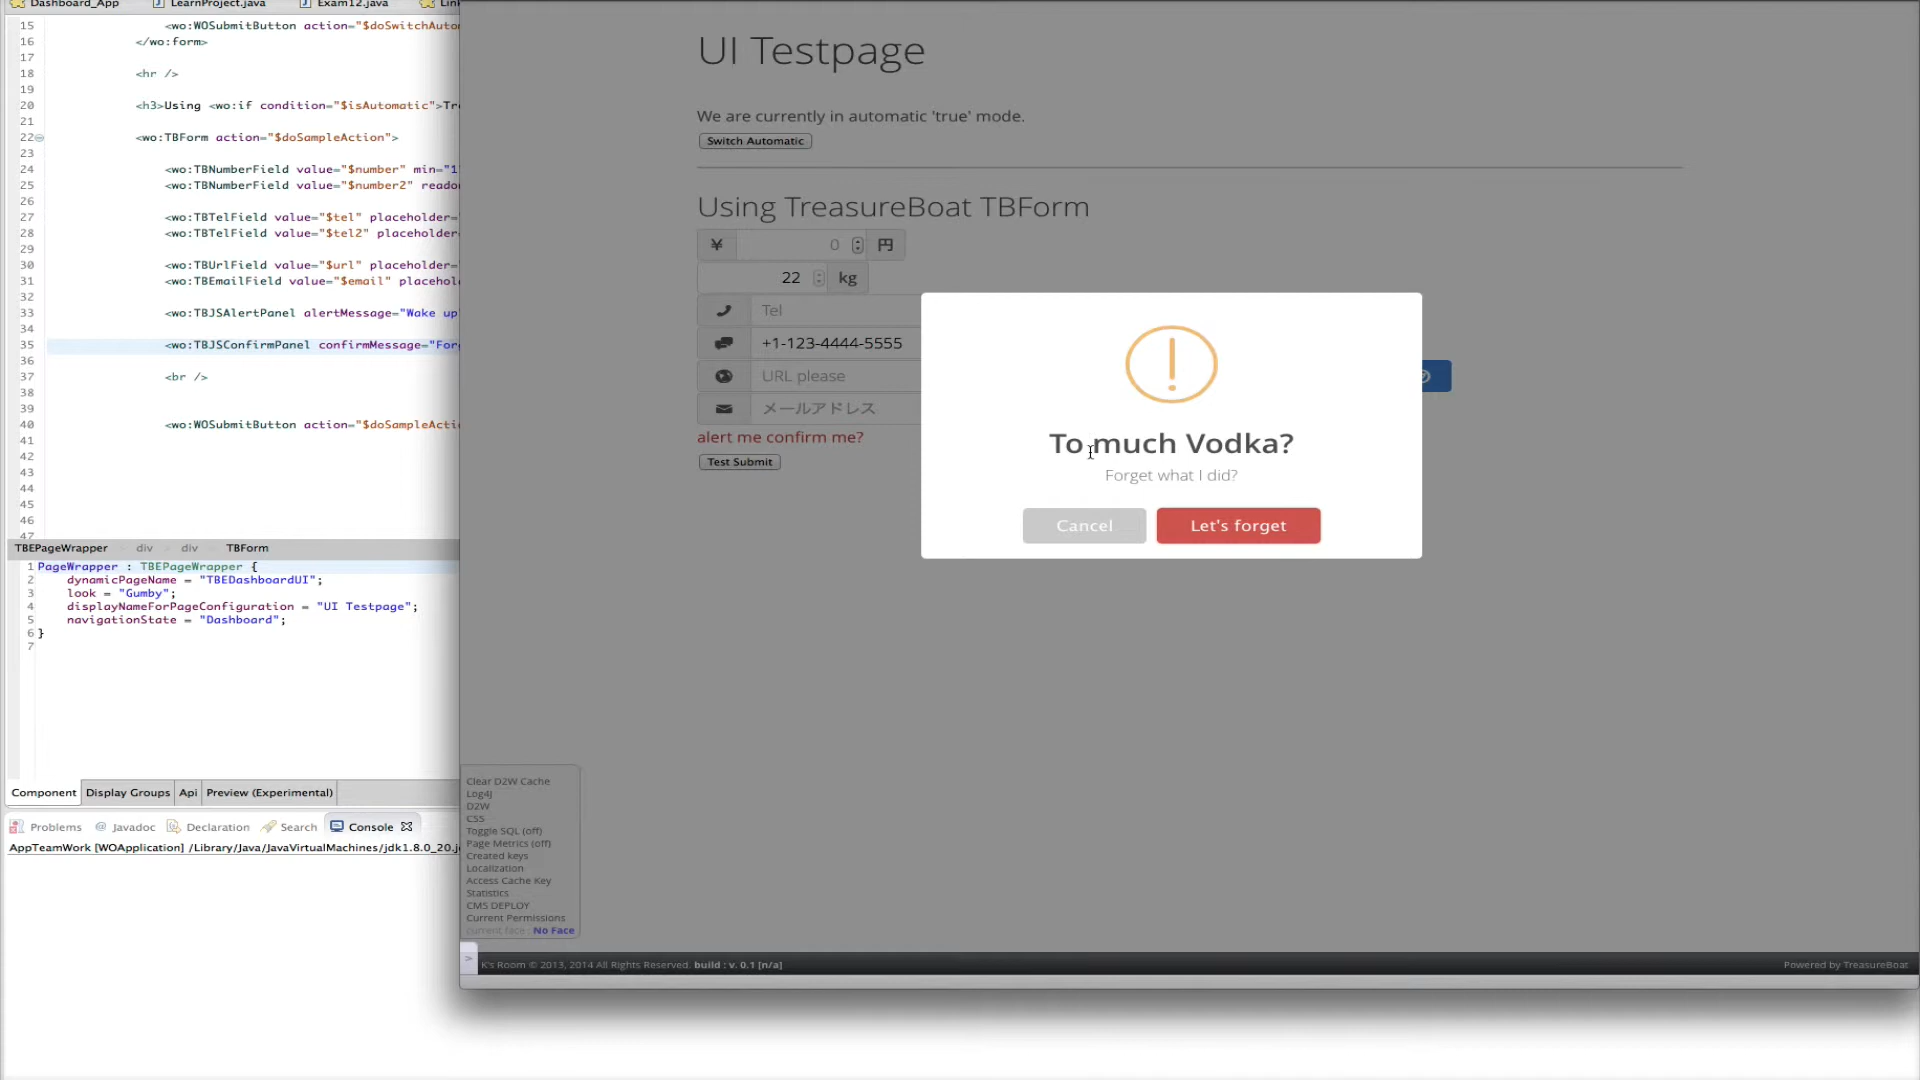 Dashboard_App LearnProject.java Exam12.java
15 <wo:WOSubmitButton action="$doSwitchAuto
16 </wo:form>
17
18 <hr />
19
20 <h3>Using <wo:if condition="$isAutomatic">Tr
21
22 <wo:TBForm action="$doSampleAction">
23
24 <wo:TBNumberField value="$number" min="1
25 <wo:TBNumberField value="$number2" reado
26
27 <wo:TBTelField value="$tel" placeholder=
28 <wo:TBTelField value="$tel2" placeholder
29
30 <wo:TBUrlField value="$url" placeholder=
31 <wo:TBEmailField value="$email" placehol
32
33 <wo:TBJSAlertPanel alertMessage="Wake up
34
35 <wo:TBJSConfirmPanel confirmMessage="For
36
37 <br />
38
39
40 <wo:WOSubmitButton action="$doSampleActi
41
42
43
44
45
46
47
TBEPageWrapper div div TBForm
1 PageWrapper : TBEPageWrapper {
2 dynamicPageName = "TBEDashboardUI";
3 look = "Gumby";
4 displayNameForPageConfiguration = "UI Testpage";
5 navigationState = "Dashboard";
6 }
7
Component Display Groups Api Preview (Experimental)
Problems @ Javadoc Declaration Search Console
AppTeamWork [WOApplication] /Library/Java/JavaVirtualMachines/jdk1.8.0_20.j
UI Testpage
We are currently in automatic 'true' mode.
Switch Automatic
Using TreasureBoat TBForm
¥ 0 円
22 kg
Tel
+1-123-4444-5555
URL please
メールアドレス
alert me confirm me?
Test Submit
To much Vodka?
Forget what I did?
Cancel Let's forget
Clear D2W Cache
Log4J
D2W
CSS
Toggle SQL (off)
Page Metrics (off)
Created keys
Localization
Access Cache Key
Statistics
CMS DEPLOY
Current Permissions
current face : No Face
> K's Room © 2013, 2014 All Rights Reserved. build : v. 0.1 [n/a] Powered by TreasureBoat